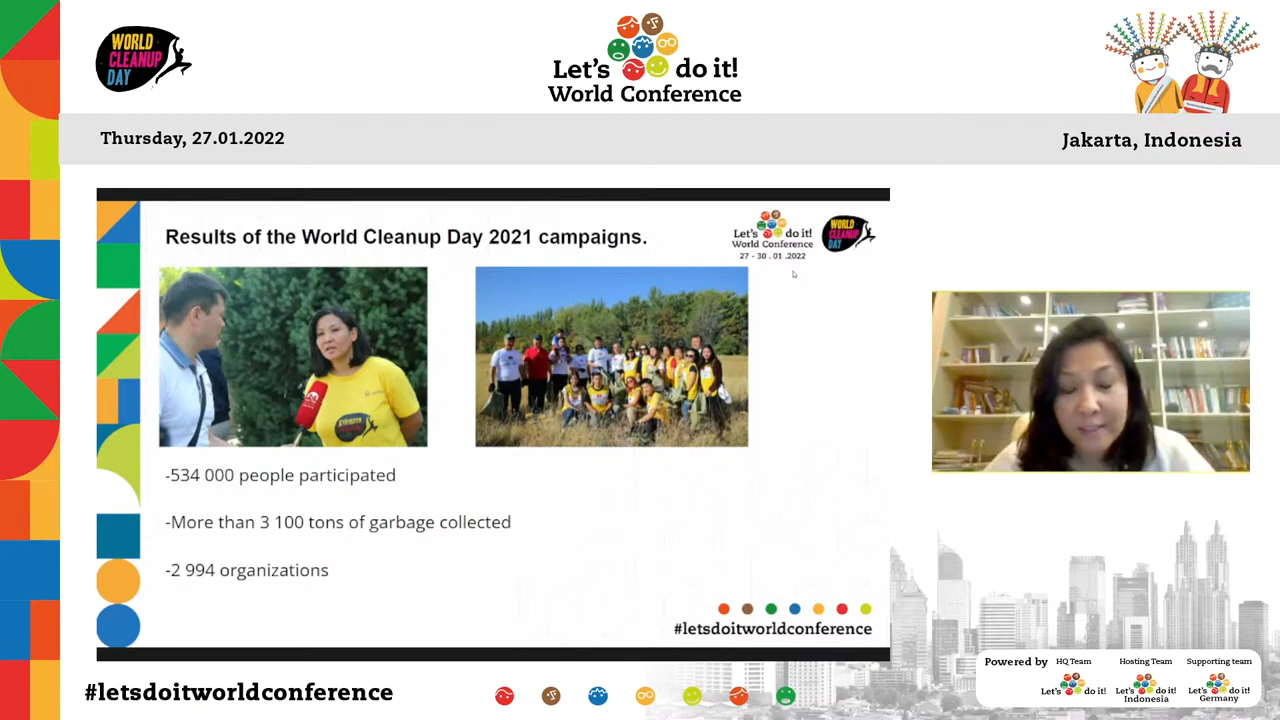 WORLD
CLEANUP
DAY
Let's do it!
World Conference
Thursday, 27.01.2022
Jakarta, Indonesia
Results of the World Cleanup Day 2021 campaigns.
Let's do it!
World Conference
27 - 30 . 01 .2022
WORLD
CLEANUP
DAY
-534 000 people participated
-More than 3 100 tons of garbage collected
-2 994 organizations
#letsdoitworldconference
#letsdoitworldconference
Powered by
HQ Team
Hosting Team
Supporting team
Let's do it!
Let's do it!
Indonesia
Let's do it!
Germany